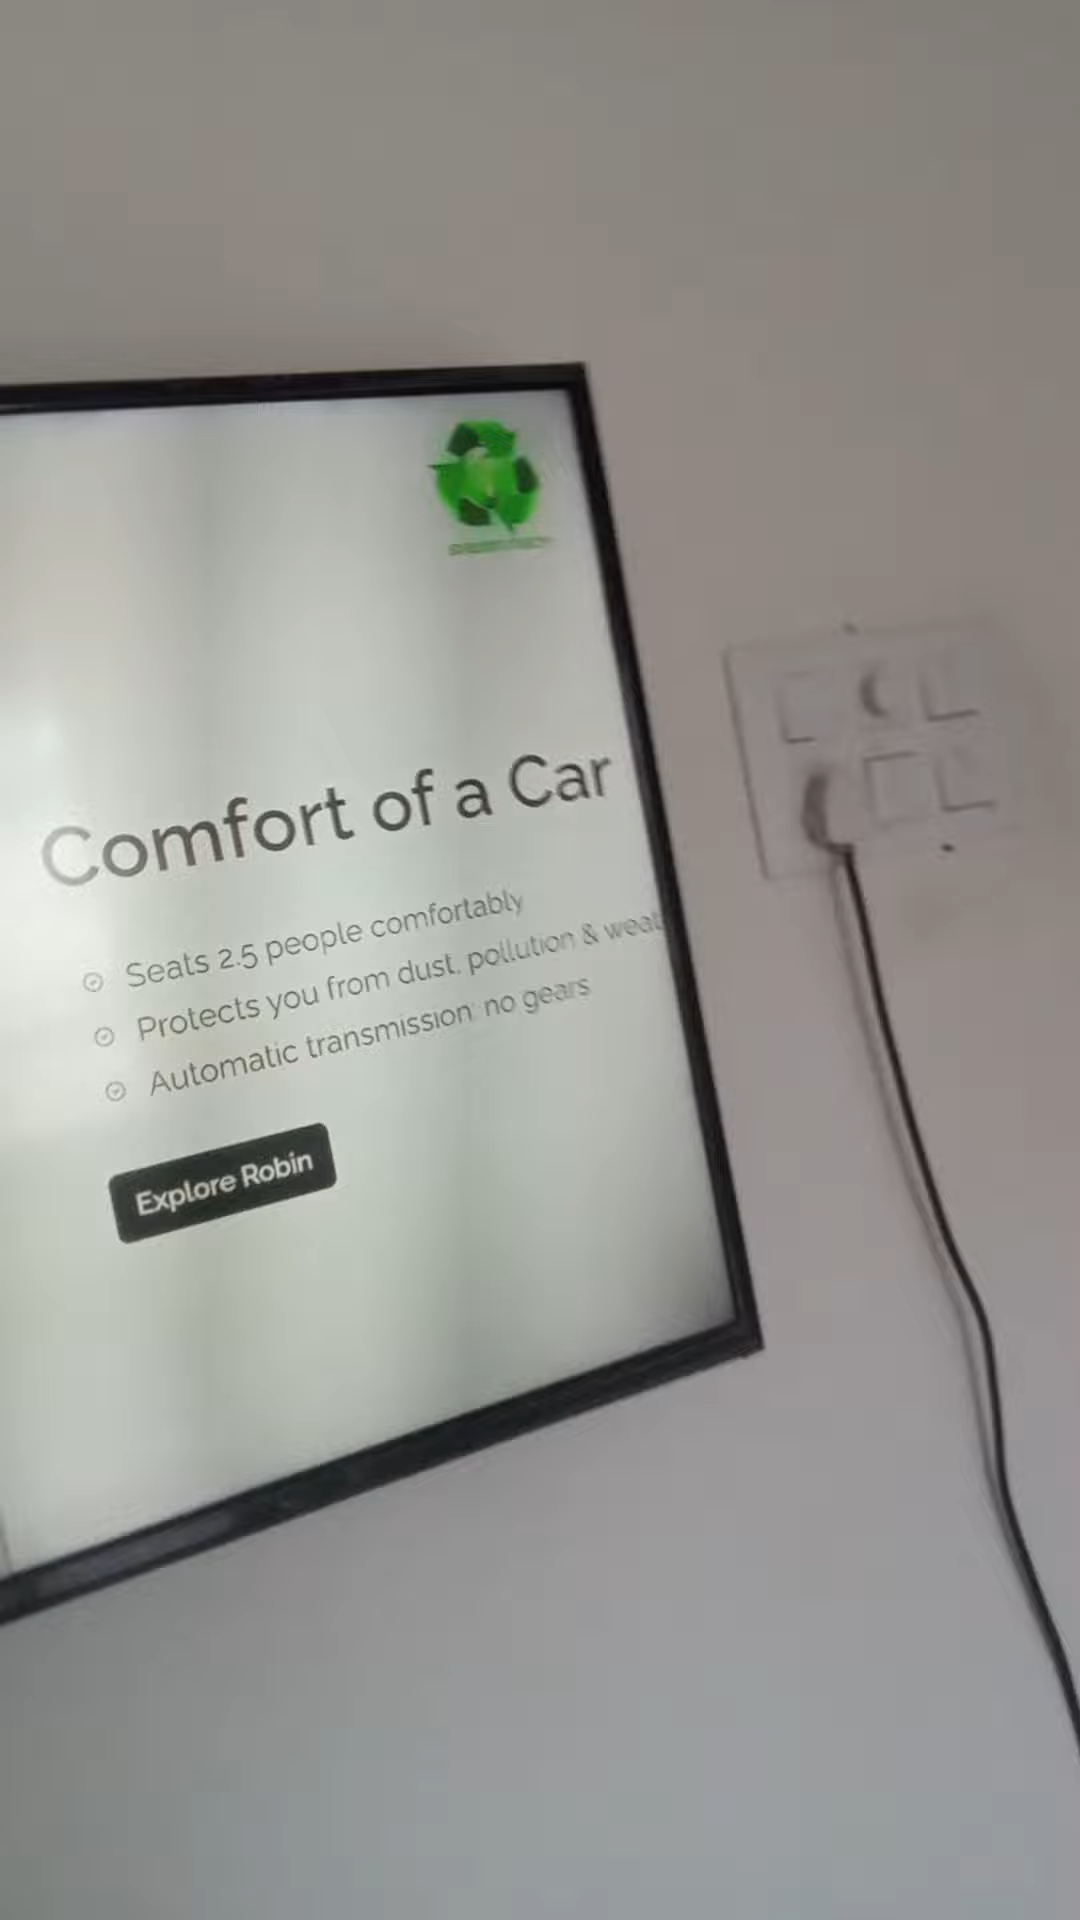 Comfort of a Car
Seats 2.5 people comfortably
Protects you from dust, pollution & weat
Automatic transmission no gears
Explore Robin